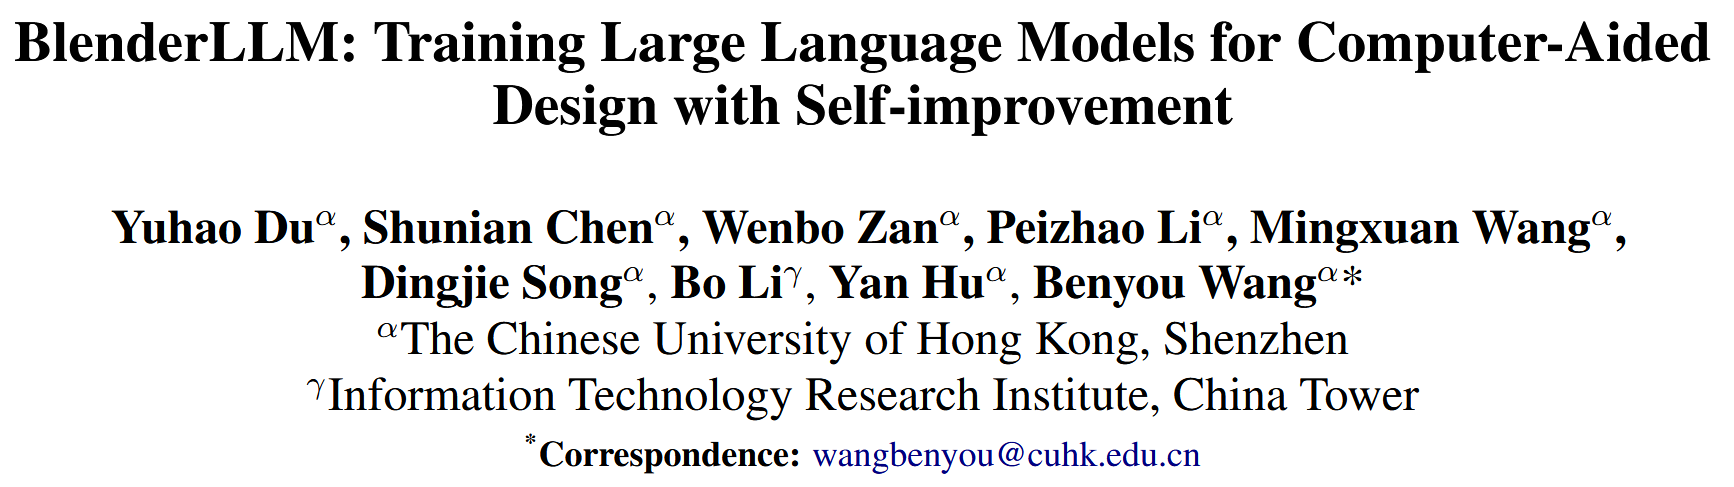 BlenderLLM: Training Large Language Models for Computer-Aided
Design with Self-improvement
Yuhao Duα, Shunian Chenα, Wenbo Zanα, Peizhao Liα, Mingxuan Wangα,
Dingjie Songα, Bo Liγ, Yan Huα, Benyou Wangα*
αThe Chinese University of Hong Kong, Shenzhen
γInformation Technology Research Institute, China Tower
*Correspondence: wangbenyou@cuhk.edu.cn